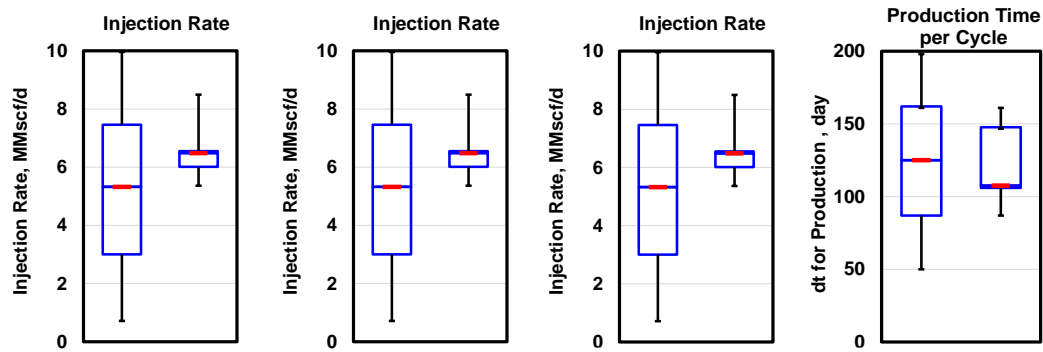 Injection Rate
Injection Rate, MMscf/d
10
8
6
4
2
0
Injection Rate
Injection Rate, MMscf/d
10
8
6
4
2
0
Injection Rate
Injection Rate, MMscf/d
10
8
6
4
2
0
Production Time
per Cycle
dt for Production , day
200
150
100
50
0